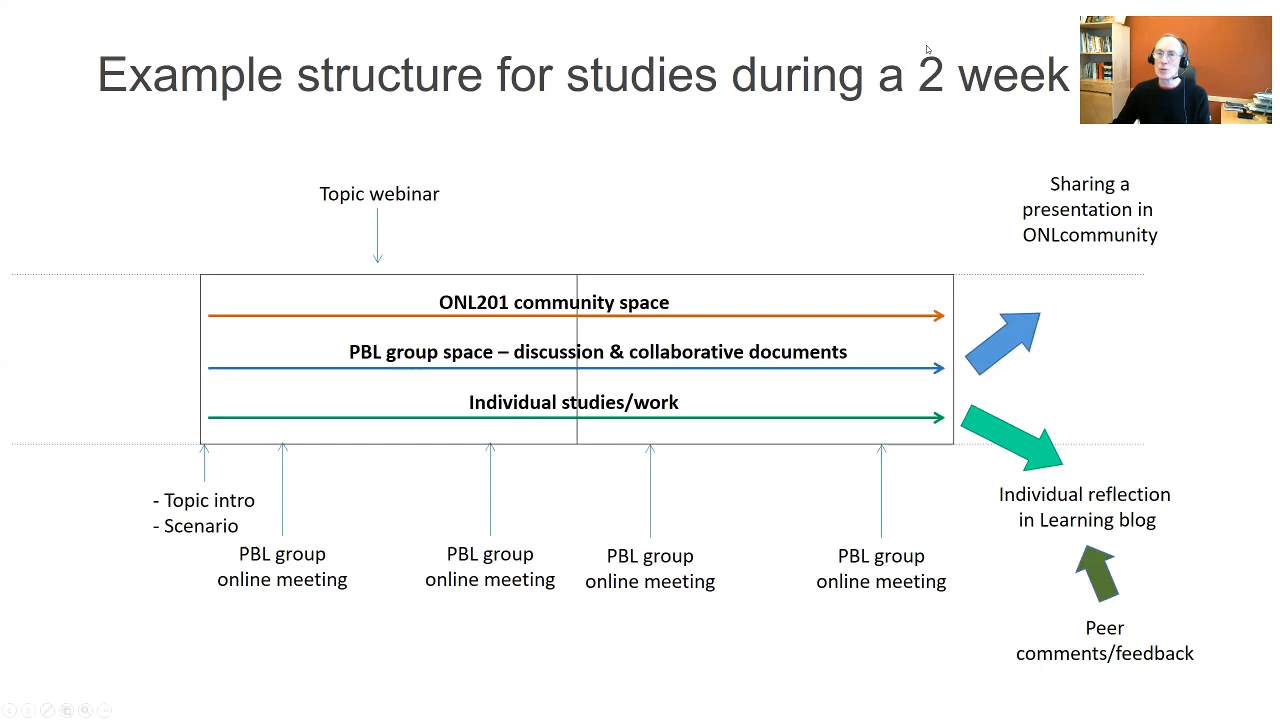 Example structure for studies during a 2 week
Topic webinar
Sharing a
presentation in
ONLcommunity
ONL201 community space
PBL group space – discussion & collaborative documents
Individual studies/work
- Topic intro
- Scenario
PBL group
online meeting
PBL group
online meeting
PBL group
online meeting
PBL group
online meeting
Individual reflection
in Learning blog
Peer
comments/feedback